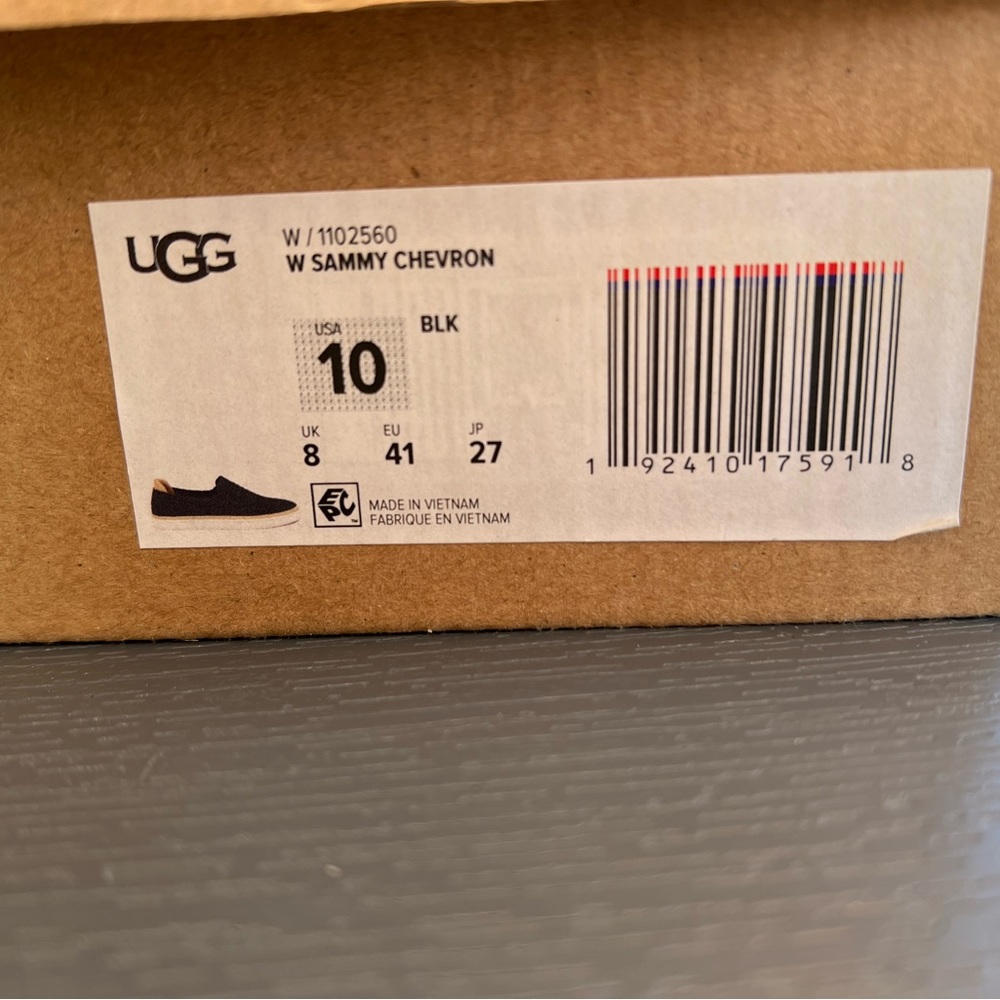 UGG
W / 1102560
W SAMMY CHEVRON
USA
10
BLK
UK
8
EU
41
JP
27
EPC™
MADE IN VIETNAM
FABRIQUE EN VIETNAM
1 92410 17591 8